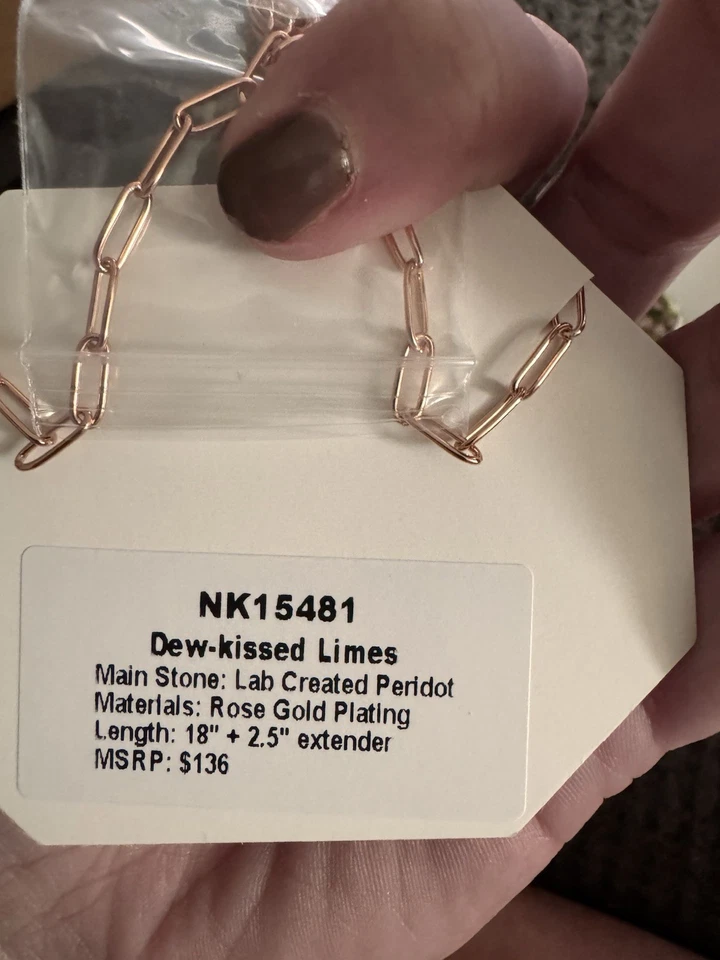 NK15481
Dew-kissed Limes
Main Stone: Lab Created Peridot
Materials: Rose Gold Plating
Length: 18" + 2.5" extender
MSRP: $136